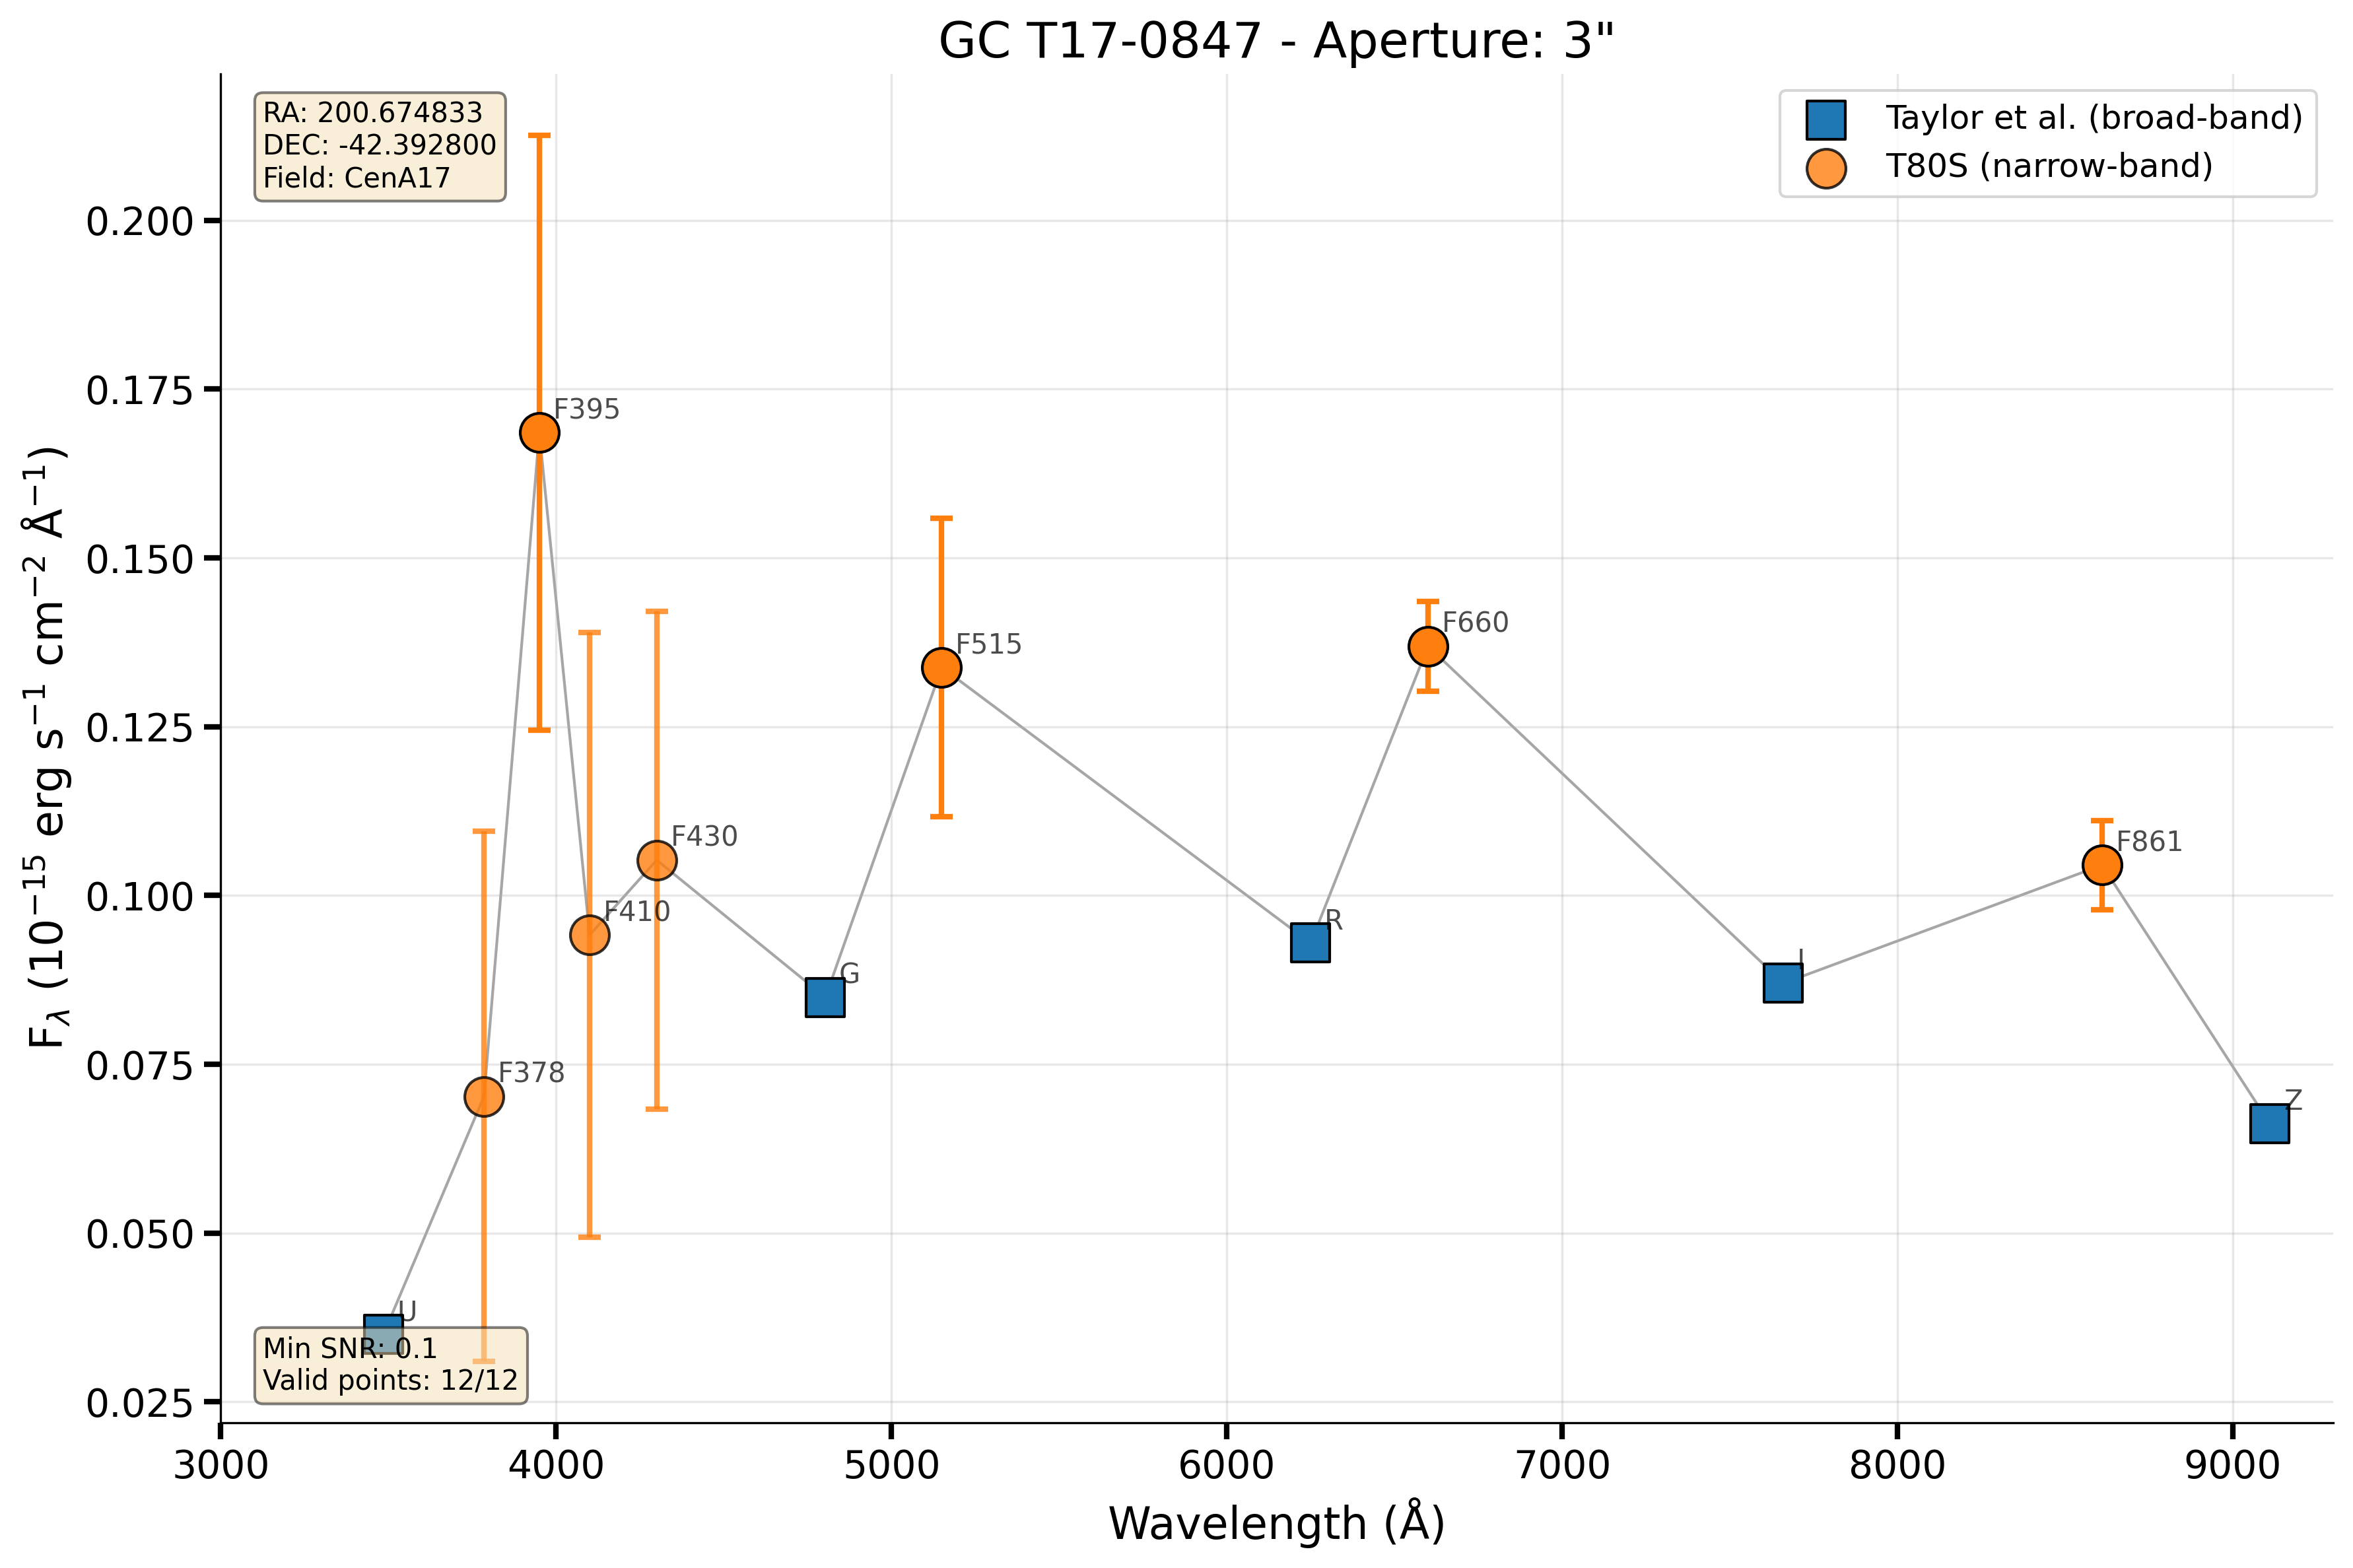 GC T17-0847 - Aperture: 3"
RA: 200.674833
DEC: -42.392800
Field: CenA17
Taylor et al. (broad-band)
T80S (narrow-band)
0.200
0.175
0.150
0.125
0.100
0.075
0.050
0.025
F395
F515
F660
F430
F861
F410
R
G
I
F378
Z
U
Min SNR: 0.1
Valid points: 12/12
3000 4000 5000 6000 7000 8000 9000
Wavelength (Å)
Fλ (10⁻¹⁵ erg s⁻¹ cm⁻² Å⁻¹)